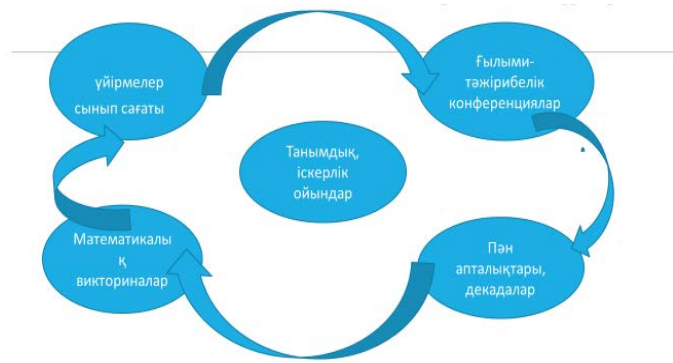 үйірмелер
сынып сағаты
Ғылыми-
тәжірибелік
конференциялар
Танымдық,
іскерлік
ойындар
Математикалы
қ
викториналар
Пән
апталықтары,
декадалар